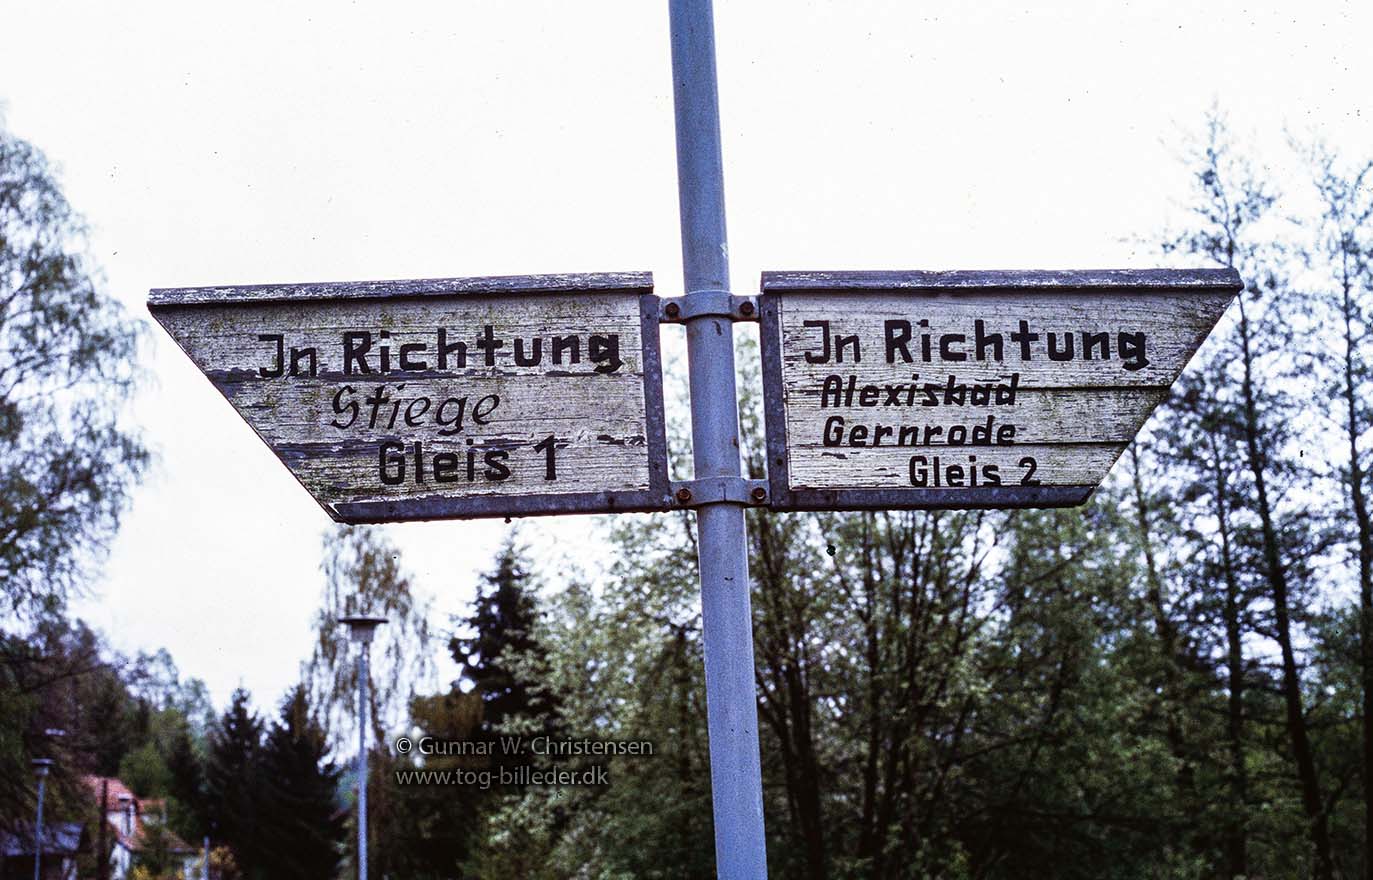 Jn Richtung
Stiege
Gleis 1
Jn Richtung
Alexisbad
Gernrode
Gleis 2
© Gunnar W. Christensen
www.tog-billeder.dk